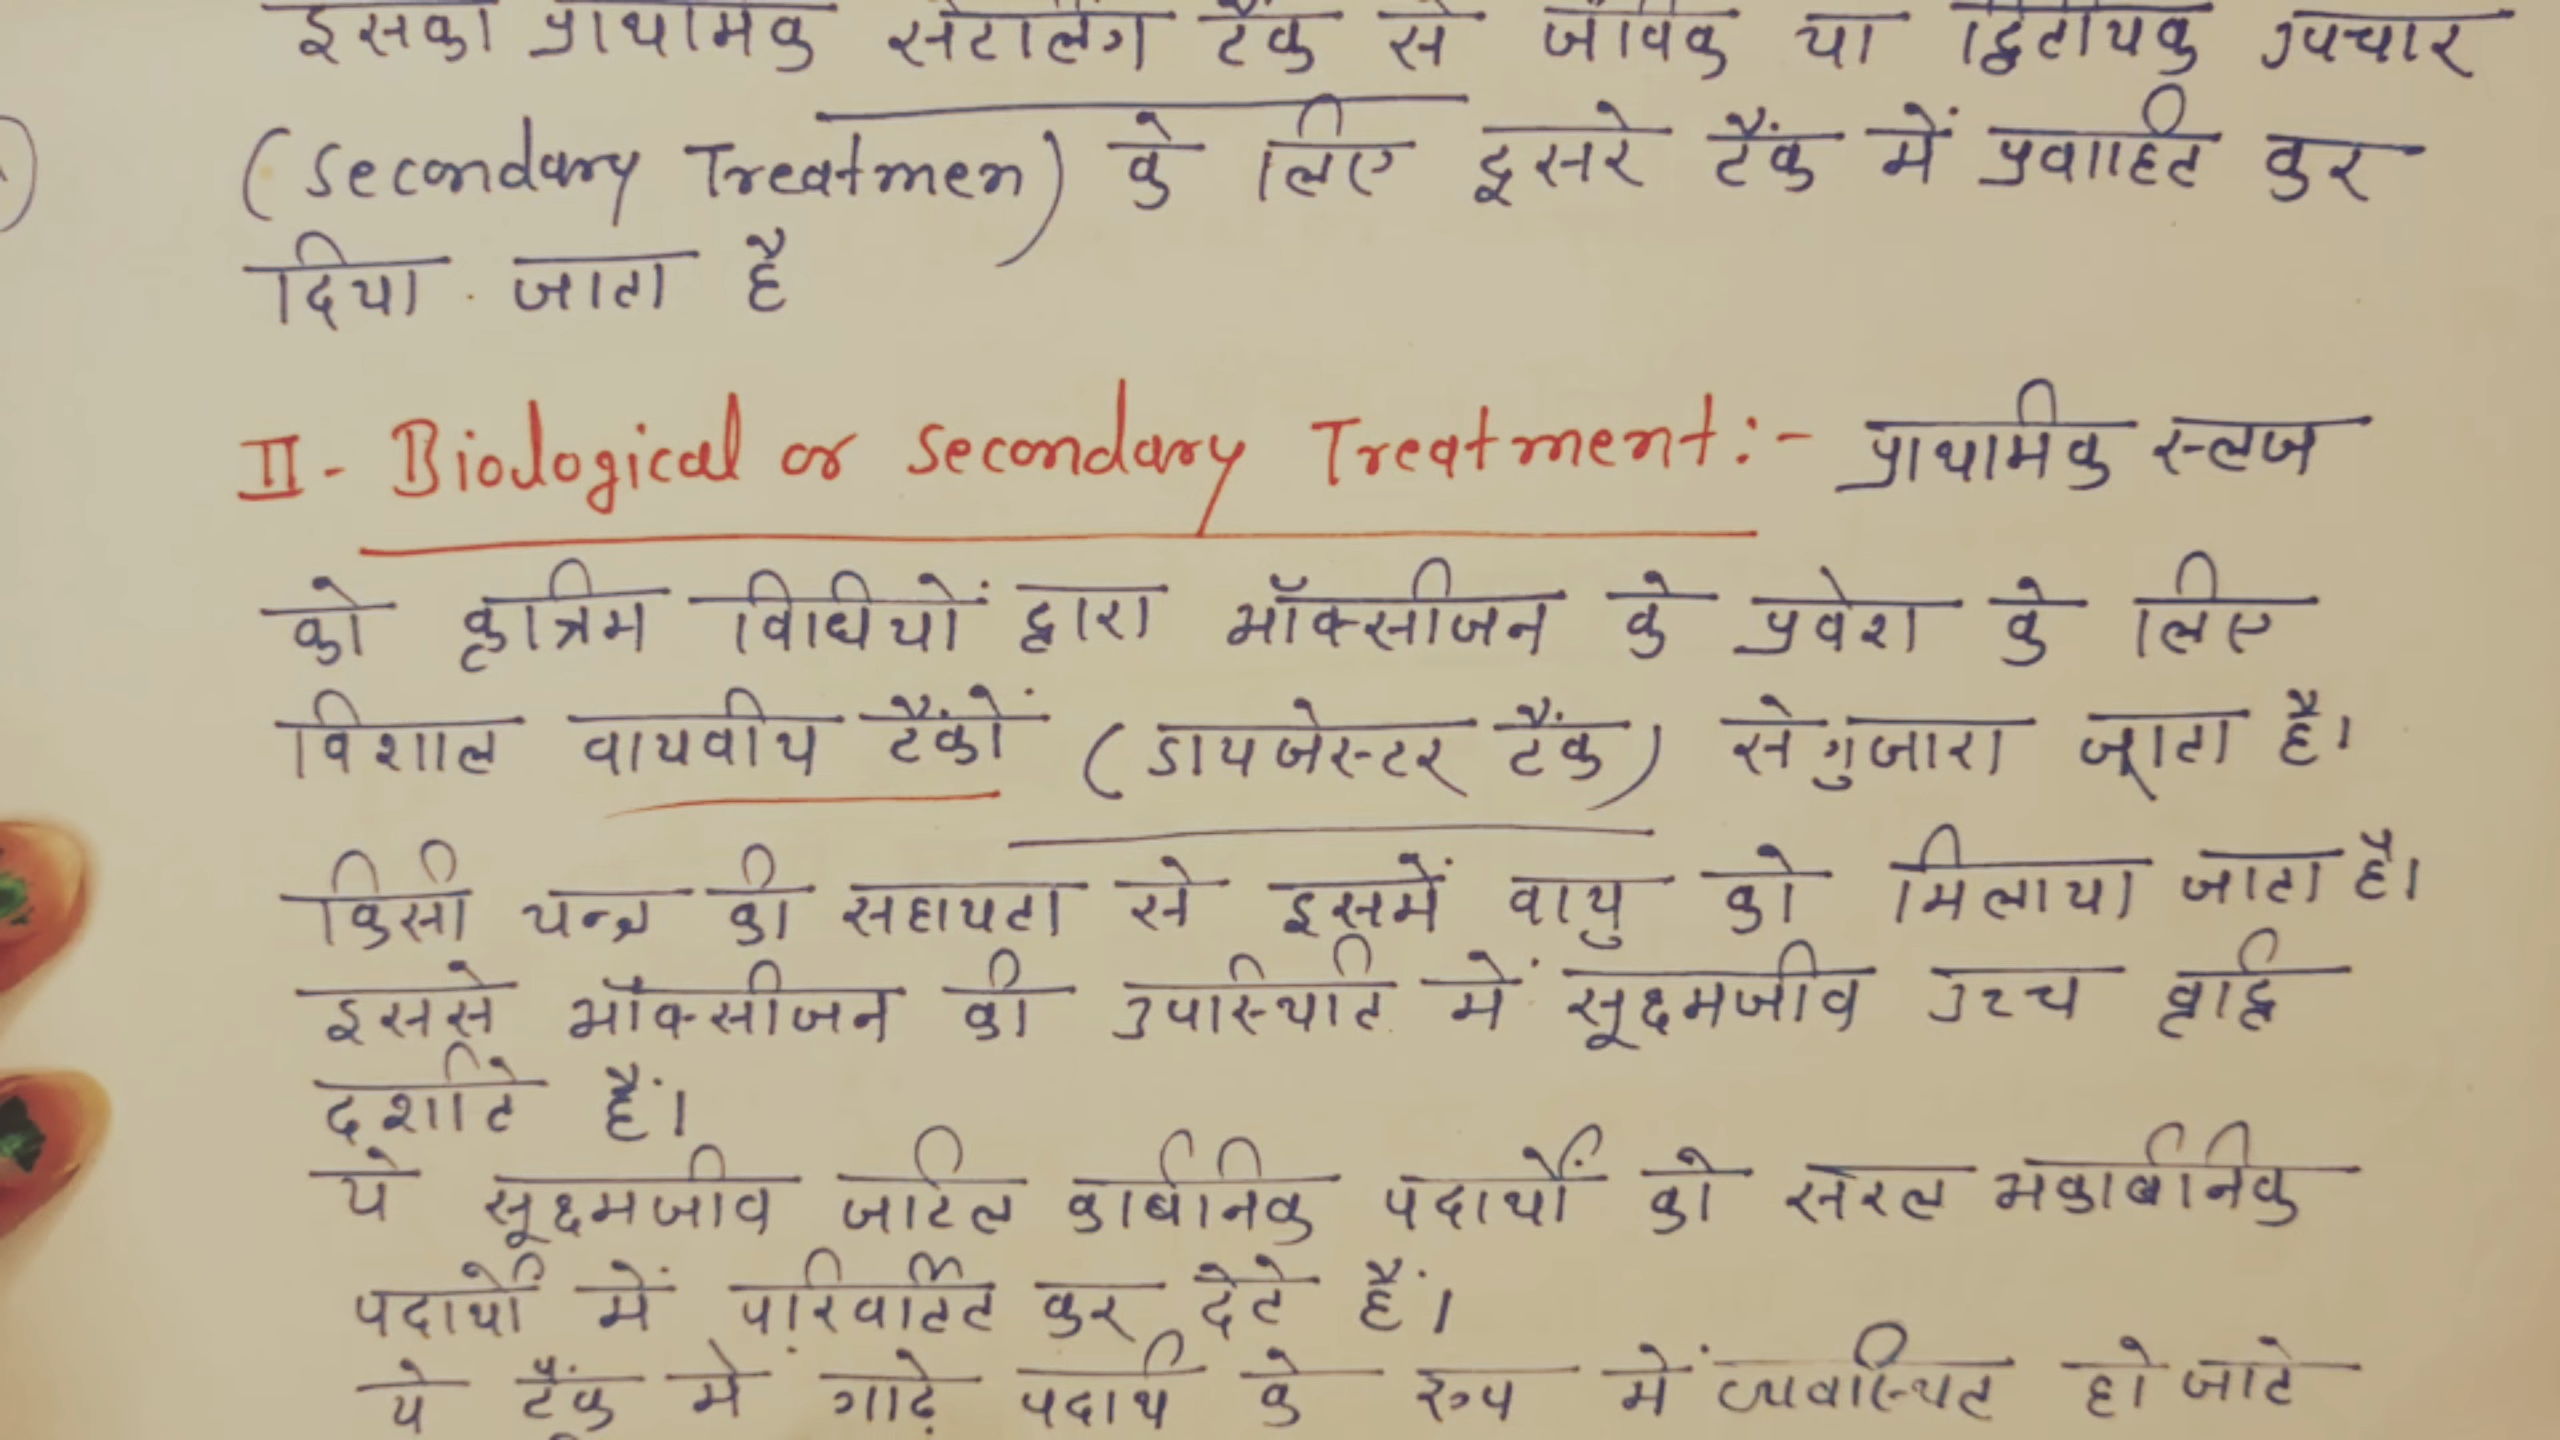 इसको प्राथमिक सेटलिंग टैंक से जैविक या द्वितीयक उपचार
(Secondary Treatmen) के लिए दूसरे टैंक में प्रवाहित कर
दिया जाता है
II- Biological or Secondary Treatment:- प्राथमिक स्लज
को कृत्रिम विधियों द्वारा ऑक्सीजन के प्रवेश के लिए
विशाल वायवीय टैंकों (डायजेस्टर टैंक) से गुजारा जाता है।
किसी यन्त्र की सहायता से इसमें वायु को मिलाया जाता है।
इससे ऑक्सीजन की उपस्थिति में सूक्ष्मजीव उच्च वृद्धि
दर्शाते हैं।
ये सूक्ष्मजीव जटिल कार्बनिक पदार्थों को सरल अकार्बनिक
पदार्थों में परिवर्तित कर देते हैं।
ये टैंक में गाढ़े पदार्थ के रूप में व्यवस्थित हो जाते